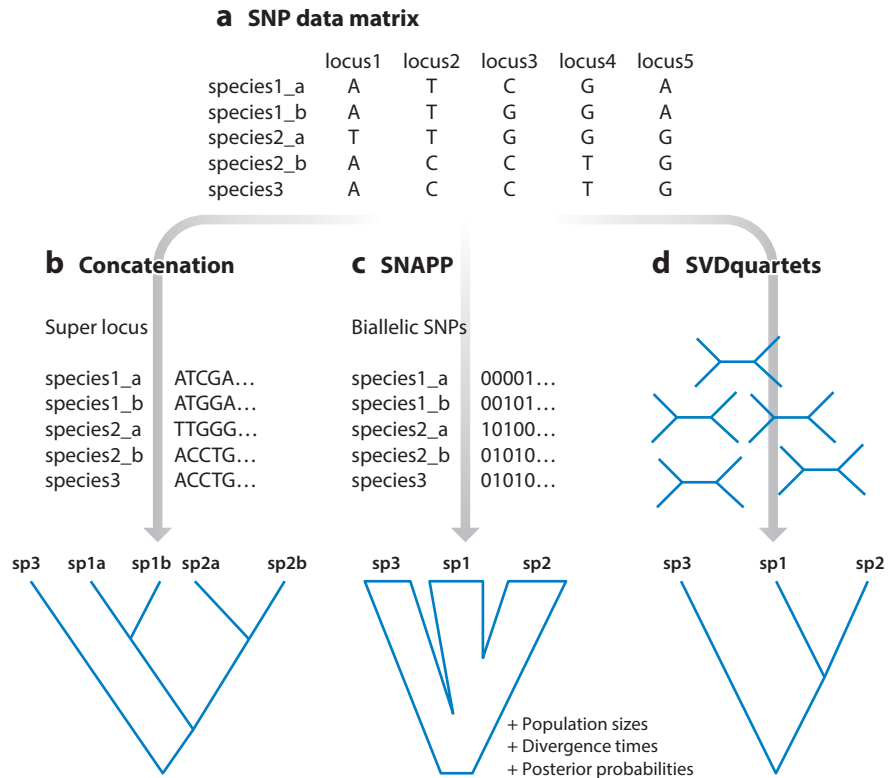 a SNP data matrix
locus1 locus2 locus3 locus4 locus5
species1_a A T C G A
species1_b A T G G A
species2_a T T G G G
species2_b A C C T G
species3 A C C T G
b Concatenation
Super locus
species1_a ATCGA...
species1_b ATGGA...
species2_a TTGGG...
species2_b ACCTG...
species3 ACCTG...
sp3 sp1a sp1b sp2a sp2b
c SNAPP
Biallelic SNPs
species1_a 00001...
species1_b 00101...
species2_a 10100...
species2_b 01010...
species3 01010...
sp3 sp1 sp2
+ Population sizes
+ Divergence times
+ Posterior probabilities
d SVDquartets
sp3 sp1 sp2